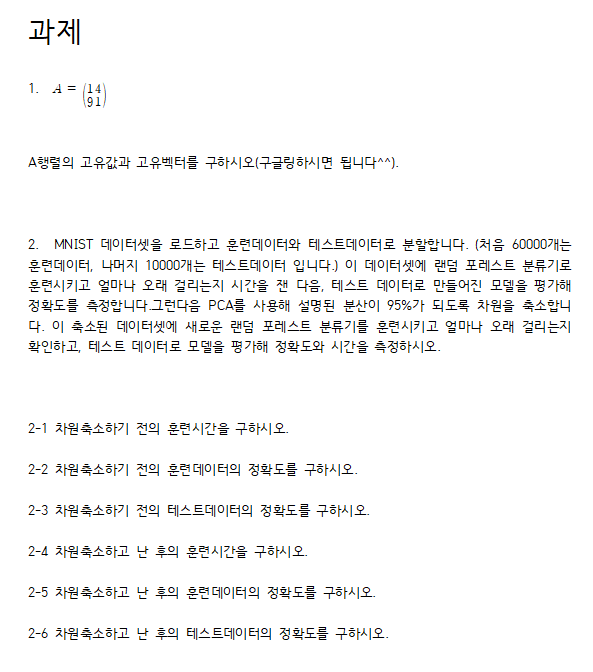 과제
1. A = (1 4
9 1)
A행렬의 고유값과 고유벡터를 구하시오(구글링하시면 됩니다^^).
2. MNIST 데이터셋을 로드하고 훈련데이터와 테스트데이터로 분할합니다. (처음 60000개는
훈련데이터, 나머지 10000개는 테스트데이터 입니다.) 이 데이터셋에 랜덤 포레스트 분류기로
훈련시키고 얼마나 오래 걸리는지 시간을 잰 다음, 테스트 데이터로 만들어진 모델을 평가해
정확도를 측정합니다.그런다음 PCA를 사용해 설명된 분산이 95%가 되도록 차원을 축소합니
다. 이 축소된 데이터셋에 새로운 랜덤 포레스트 분류기를 훈련시키고 얼마나 오래 걸리는지
확인하고, 테스트 데이터로 모델을 평가해 정확도와 시간을 측정하시오.
2-1 차원축소하기 전의 훈련시간을 구하시오.
2-2 차원축소하기 전의 훈련데이터의 정확도를 구하시오.
2-3 차원축소하기 전의 테스트데이터의 정확도를 구하시오.
2-4 차원축소하고 난 후의 훈련시간을 구하시오.
2-5 차원축소하고 난 후의 훈련데이터의 정확도를 구하시오.
2-6 차원축소하고 난 후의 테스트데이터의 정확도를 구하시오.